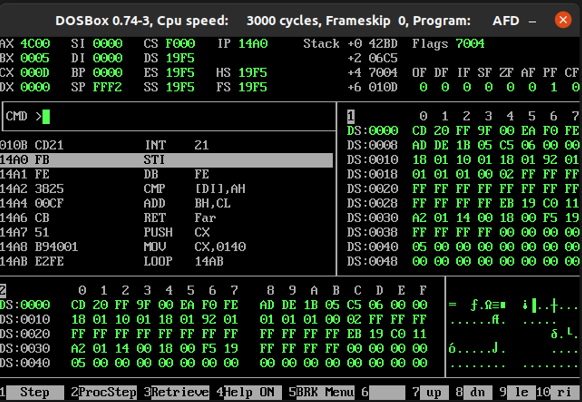 DOSBox 0.74-3, Cpu speed: 3000 cycles, Frameskip 0, Program: AFD
AX 4C00 SI 0000 CS F000 IP 14A0 Stack +0 42BD Flags 7004
BX 0005 DI 0000 DS 19F5 +2 06C5
CX 000D BP 0000 ES 19F5 HS 19F5 +4 7004 OF DF IF SF ZF AF PF CF
DX 0000 SP FFF2 SS 19F5 FS 19F5 +6 010D 0 0 0 0 0 0 1 0
CMD >
1 0 1 2 3 4 5 6 7
DS:0000 CD 20 FF 9F 00 EA F0 FE
010B CD21 INT 21 DS:0008 AD DE 1B 05 C5 06 00 00
14A0 FB STI DS:0010 18 01 10 01 18 01 92 01
14A1 FE DB FE DS:0018 01 01 01 00 02 FF FF FF
14A2 3825 CMP [DI],AH DS:0020 FF FF FF FF FF FF FF FF
14A4 00CF ADD BH,CL DS:0028 FF FF FF FF EB 19 C0 11
14A6 CB RET Far DS:0030 A2 01 14 00 18 00 F5 19
14A7 51 PUSH CX DS:0038 FF FF FF FF 00 00 00 00
14A8 B94001 MOV CX,0140 DS:0040 05 00 00 00 00 00 00 00
14AB E2FE LOOP 14AB DS:0048 00 00 00 00 00 00 00 00
2 0 1 2 3 4 5 6 7 8 9 A B C D E F
DS:0000 CD 20 FF 9F 00 EA F0 FE AD DE 1B 05 C5 06 00 00
DS:0010 18 01 10 01 18 01 92 01 01 01 01 00 02 FF FF FF
DS:0020 FF FF FF FF FF FF FF FF FF FF FF FF EB 19 C0 11
DS:0030 A2 01 14 00 18 00 F5 19 FF FF FF FF 00 00 00 00
DS:0040 05 00 00 00 00 00 00 00 00 00 00 00 00 00 00 00
1 Step 2 ProcStep 3 Retrieve 4 Help ON 5 BRK Menu 6 7 up 8 dn 9 le 10 ri